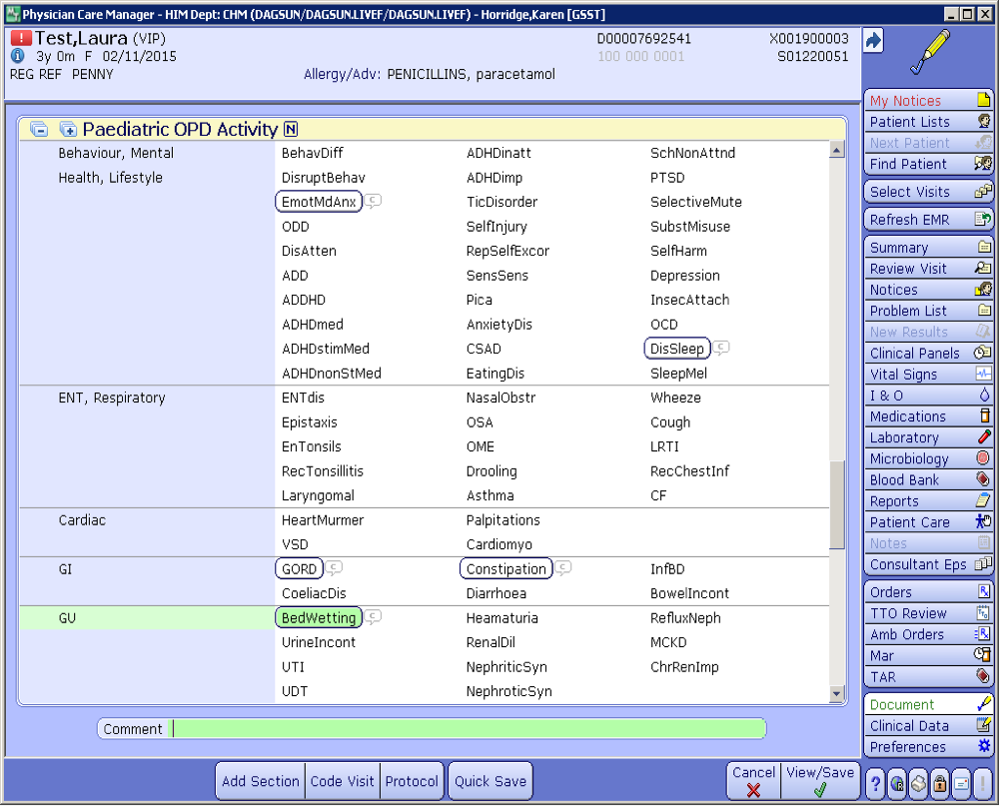 Physician Care Manager - HIM Dept: CHM (DAGSUN/DAGSUN.LIVEF/DAGSUN.LIVEF) - Horridge,Karen [GSST]
Test,Laura (VIP)
3y 0m F 02/11/2015
REG REF PENNY
Allergy/Adv: PENICILLINS, paracetamol
D00007692541
100 000 0001
X001900003
S01220051
Paediatric OPD Activity N
Behaviour, Mental BehavDiff ADHDinatt SchNonAttnd
Health, Lifestyle DisruptBehav ADHDimp PTSD
EmotMdAnx C TicDisorder SelectiveMute
ODD SelfInjury SubstMisuse
DisAtten RepSelfExcor SelfHarm
ADD SensSens Depression
ADDHD Pica InsecAttach
ADHDmed AnxietyDis OCD
ADHDstimMed CSAD DisSleep C
ADHDnonStMed EatingDis SleepMel
ENT, Respiratory ENTdis NasalObstr Wheeze
Epistaxis OSA Cough
EnTonsils OME LRTI
RecTonsillitis Drooling RecChestInf
Laryngomal Asthma CF
Cardiac HeartMurmer Palpitations
VSD Cardiomyo
GI GORD C Constipation C InfBD
CoeliacDis Diarrhoea BowelIncont
GU BedWetting C Heamaturia RefluxNeph
UrineIncont RenalDil MCKD
UTI NephriticSyn ChrRenImp
UDT NephroticSyn
Comment
Add Section Code Visit Protocol Quick Save
Cancel View/Save
My Notices
Patient Lists
Next Patient
Find Patient
Select Visits
Refresh EMR
Summary
Review Visit
Notices
Problem List
New Results
Clinical Panels
Vital Signs
I & O
Medications
Laboratory
Microbiology
Blood Bank
Reports
Patient Care
Notes
Consultant Eps
Orders
TTO Review
Amb Orders
Mar
TAR
Document
Clinical Data
Preferences